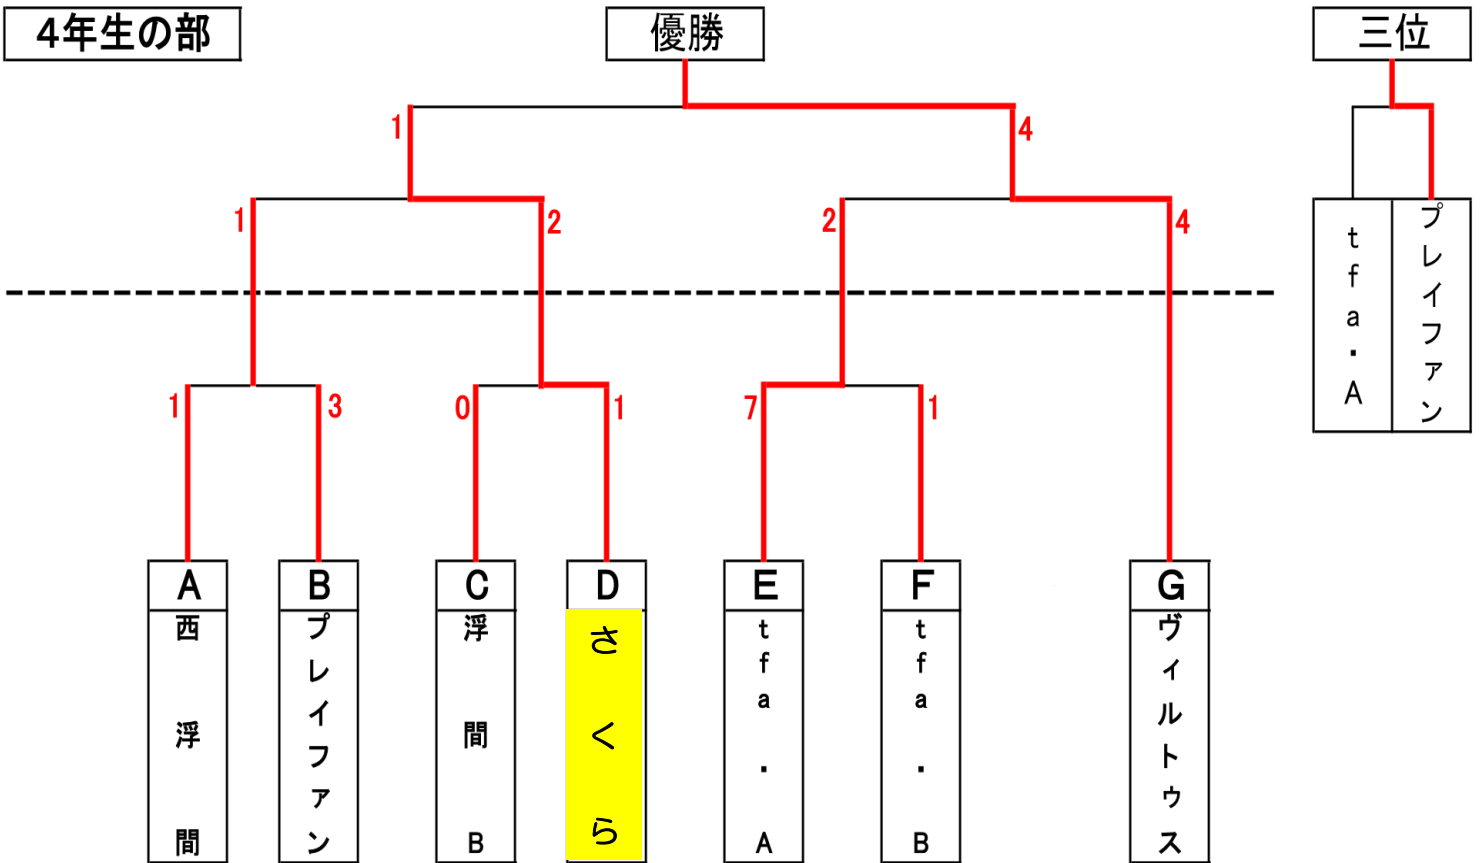 4年生の部
優勝
三位
1
4
1
2
2
4
tfa・A
プレイファン
1
3
0
1
7
1
A
B
C
D
E
F
G
西浮間
プレイファン
浮間B
さくら
tfa・A
tfa・B
ヴィルトゥス